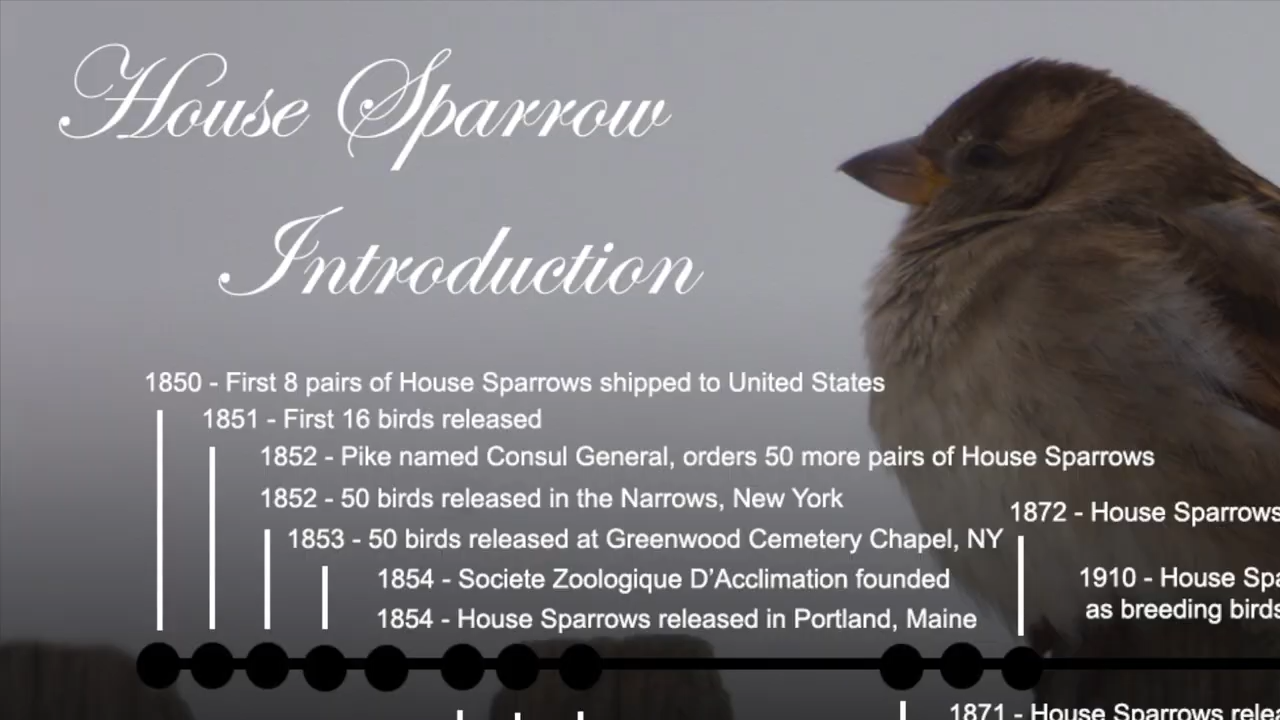 House Sparrow
Introduction
1850 - First 8 pairs of House Sparrows shipped to United States
1851 - First 16 birds released
1852 - Pike named Consul General, orders 50 more pairs of House Sparrows
1852 - 50 birds released in the Narrows, New York
1872 - House Sparrows
1853 - 50 birds released at Greenwood Cemetery Chapel, NY
1854 - Societe Zoologique D’Acclimation founded
1910 - House
as breeding birds
1854 - House Sparrows released in Portland, Maine
1871 - House Sparrows